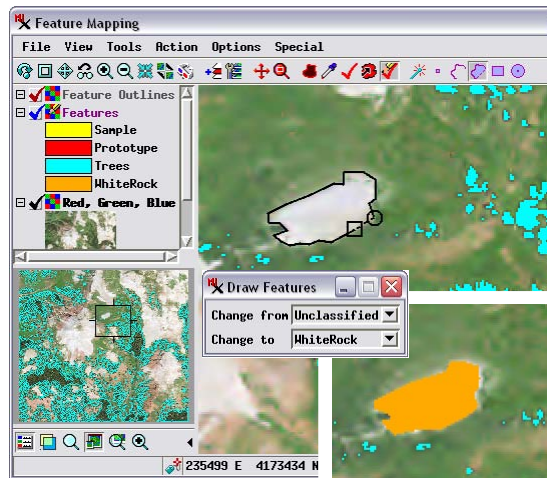 Feature Mapping
File View Tools Action Options Special
Feature Outlines
Features
Sample
Prototype
Trees
WhiteRock
Red, Green, Blue
Draw Features
Change from Unclassified
Change to WhiteRock
235499 E 4173434 N